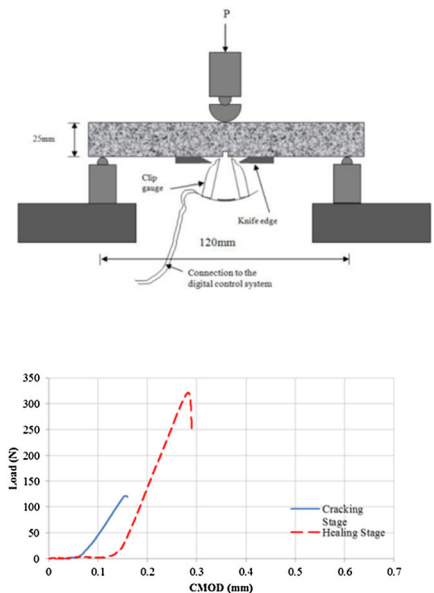 P
25mm
Clip
gauge
Knife edge
120mm
Connection to the
digital control system
350
300
250
200
150
100
50
0
Load (N)
0
0.1
0.2
0.3
0.4
0.5
0.6
0.7
CMOD (mm)
Cracking
Stage
Healing Stage